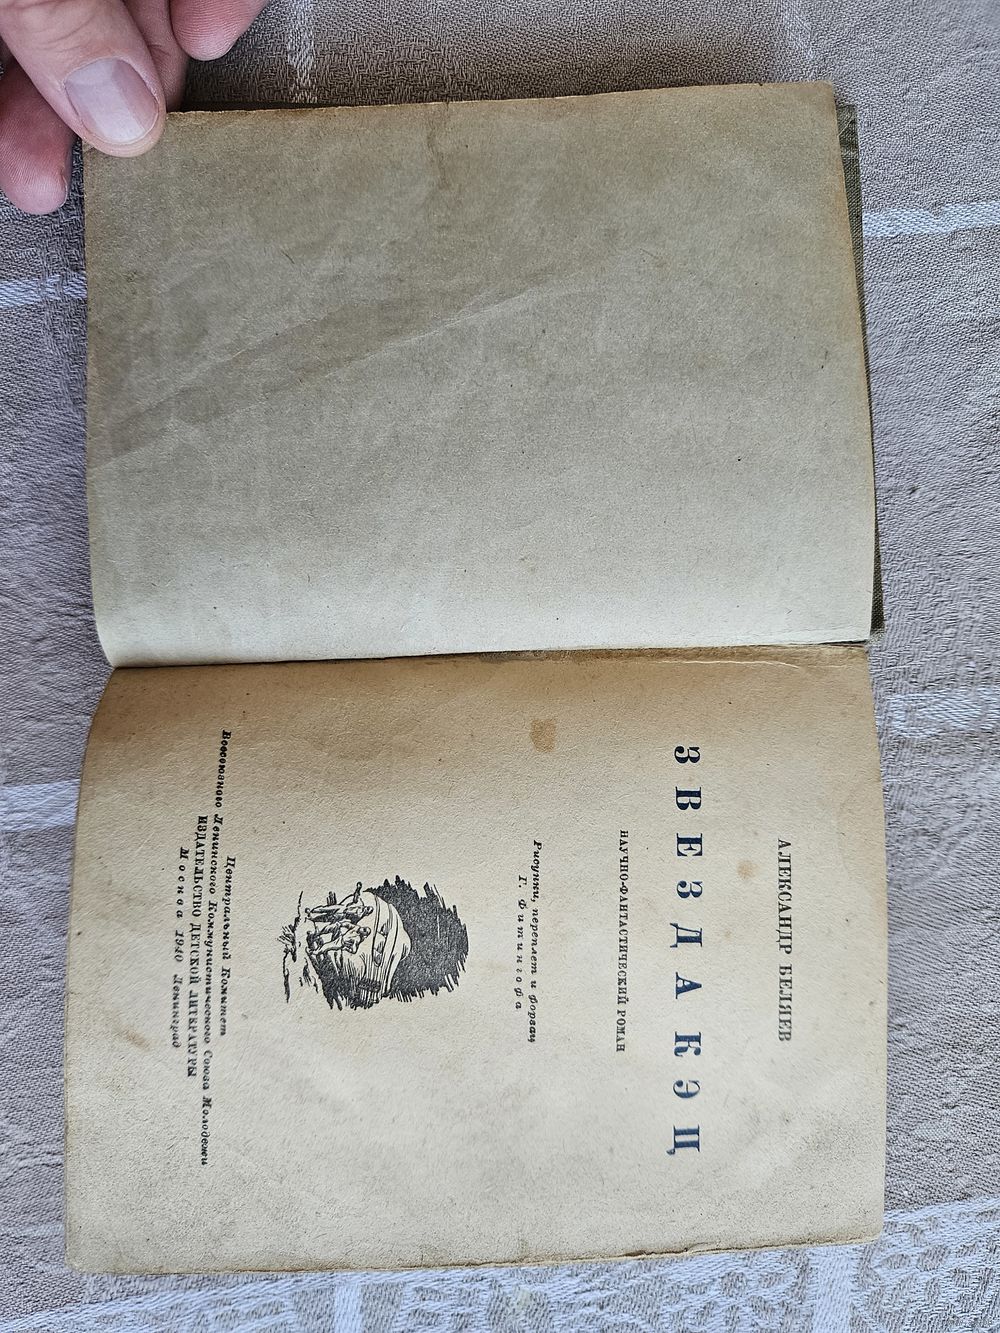 АЛЕКСАНДР БЕЛЯЕВ
ЗВЕЗДА КЭЦ
НАУЧНО-ФАНТАСТИЧЕСКИЙ РОМАН
Рисунки, переплет и форзац
Г. Фитингофа
Центральный Комитет
Всесоюзного Ленинского Коммунистического Союза Молодежи
ИЗДАТЕЛЬСТВО ДЕТСКОЙ ЛИТЕРАТУРЫ
Москва 1940 Ленинград